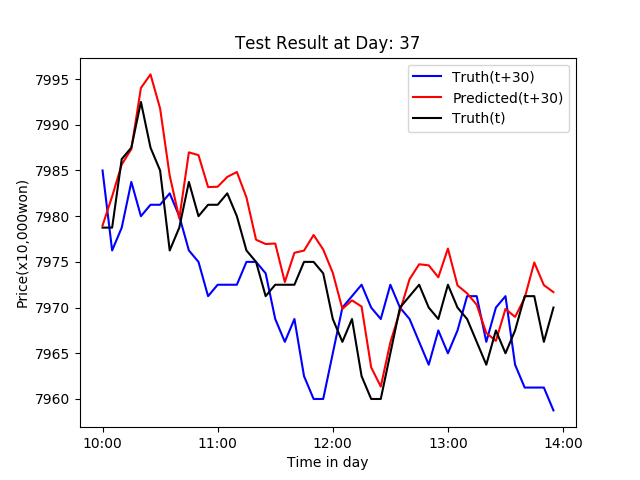 Test Result at Day: 37
Truth(t+30)
Predicted(t+30)
Truth(t)
Price(x10,000won)
7995
7990
7985
7980
7975
7970
7965
7960
10:00 11:00 12:00 13:00 14:00
Time in day